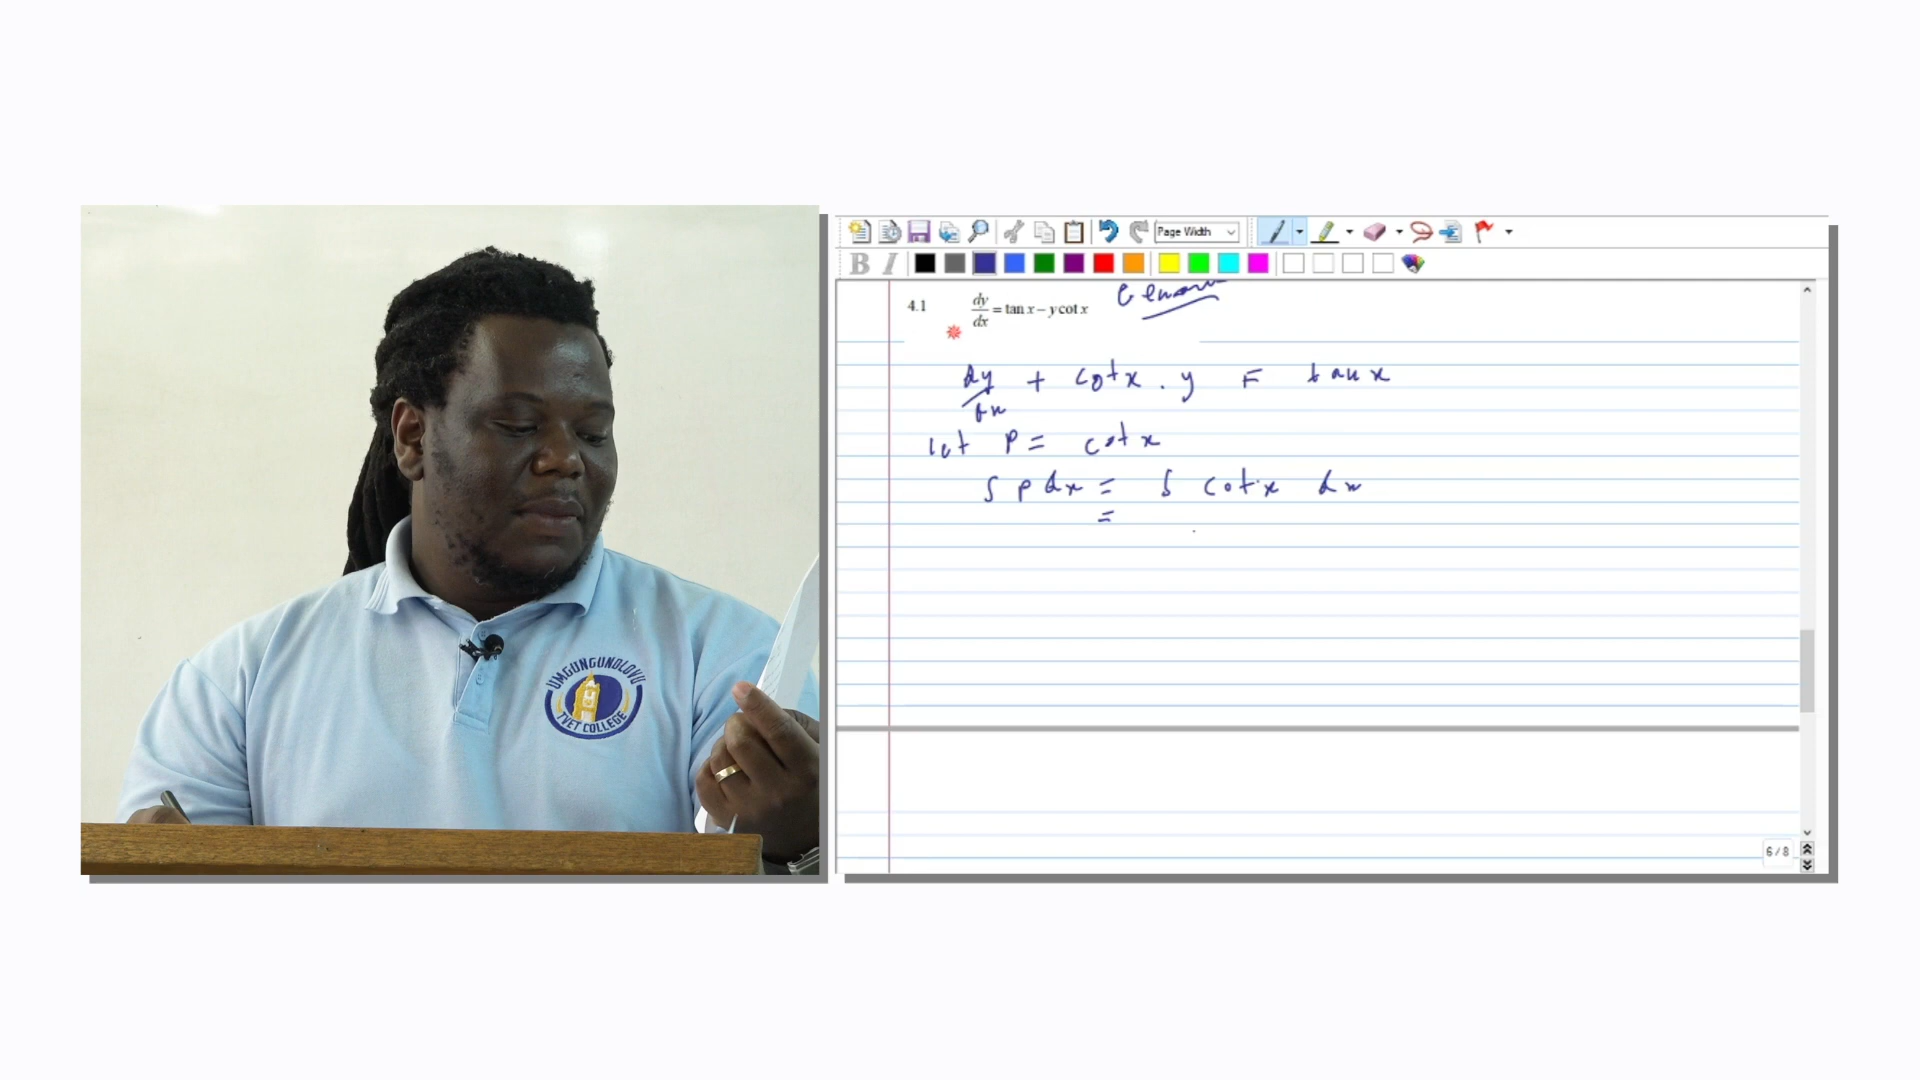 UMGUNGUNDLOVU
TVET COLLEGE
Page Width
B I
4.1 dy/dx = tan x − y cot x
General
dy/dx + cot x . y = tan x
let P = cot x
∫ p dx = ∫ cot x dx
=
6 / 8